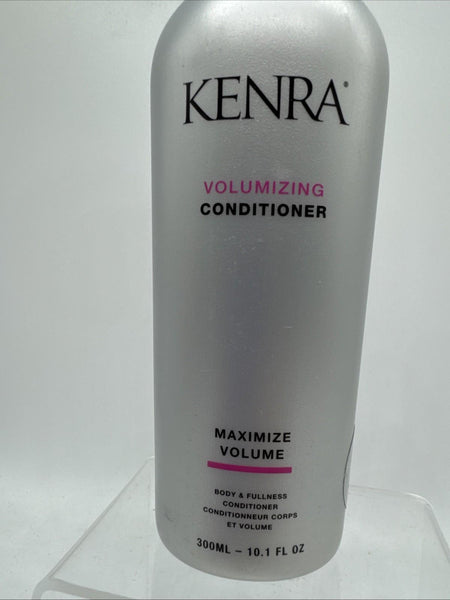 KENRA®
VOLUMIZING
CONDITIONER
MAXIMIZE
VOLUME
BODY & FULLNESS
CONDITIONER
CONDITIONNEUR CORPS
ET VOLUME
300ML – 10.1 FL OZ